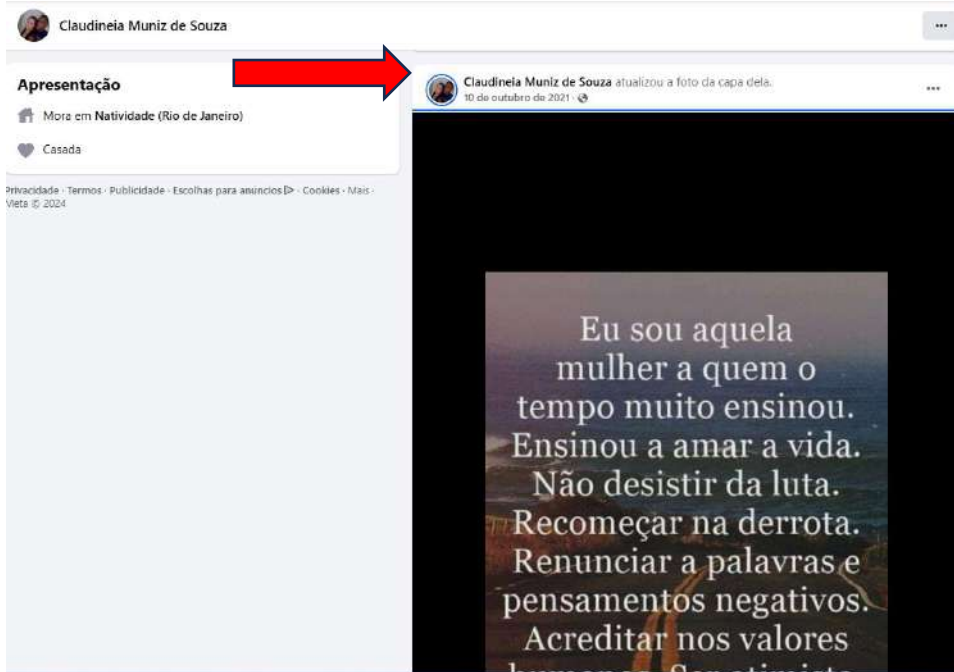 Claudineia Muniz de Souza
Apresentação
Mora em Natividade (Rio de Janeiro)
Casada
Privacidade · Termos · Publicidade · Escolhas para anúncios · Cookies · Mais ·
Meta © 2024
Claudineia Muniz de Souza atualizou a foto da capa dela.
10 de outubro de 2021 ·
Eu sou aquela
mulher a quem o
tempo muito ensinou.
Ensinou a amar a vida.
Não desistir da luta.
Recomeçar na derrota.
Renunciar a palavras e
pensamentos negativos.
Acreditar nos valores